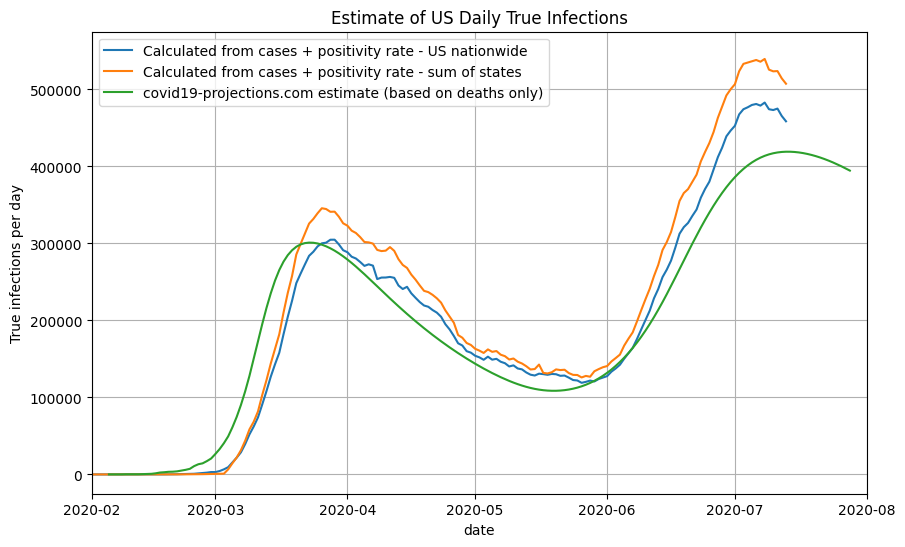 Estimate of US Daily True Infections
Calculated from cases + positivity rate - US nationwide
Calculated from cases + positivity rate - sum of states
covid19-projections.com estimate (based on deaths only)
True infections per day
500000
400000
300000
200000
100000
0
2020-02 2020-03 2020-04 2020-05 2020-06 2020-07 2020-08
date